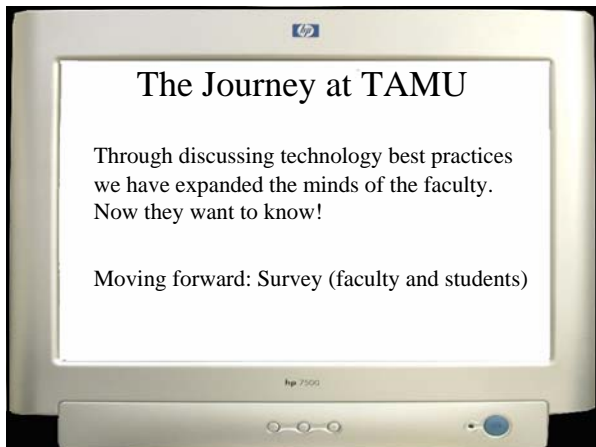 hp
The Journey at TAMU
Through discussing technology best practices
we have expanded the minds of the faculty.
Now they want to know!
Moving forward: Survey (faculty and students)
hp 7500